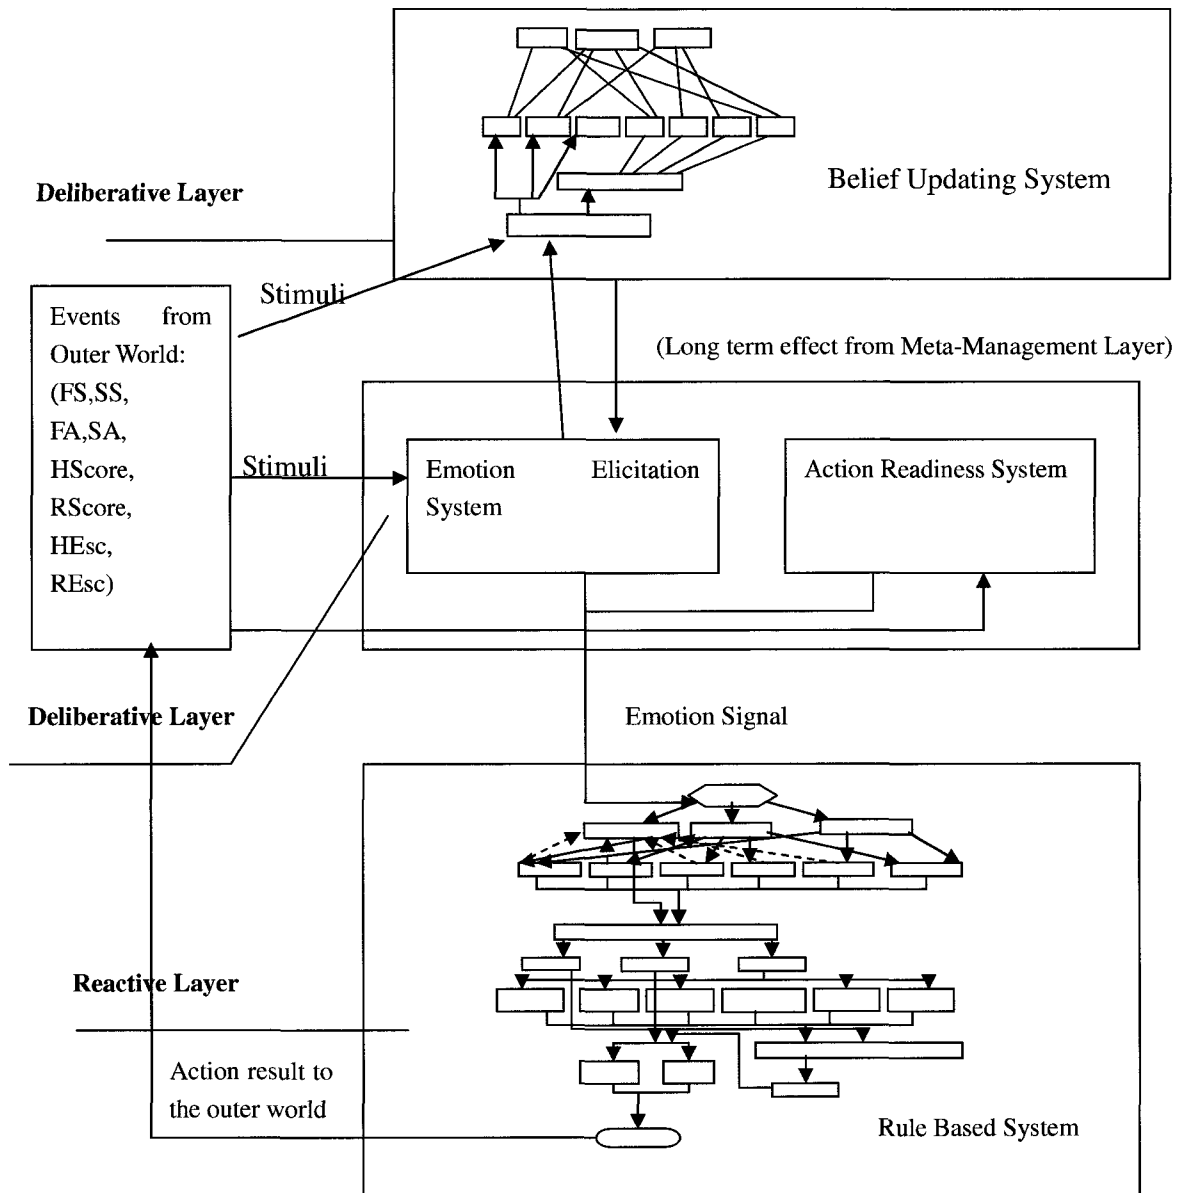 Belief Updating System
Deliberative Layer
Stimuli
Events from
Outer World:
(FS,SS,
FA,SA,
HScore,
RScore,
HEsc,
REsc)
(Long term effect from Meta-Management Layer)
Stimuli
Emotion Elicitation
System
Action Readiness System
Deliberative Layer
Emotion Signal
Reactive Layer
Action result to
the outer world
Rule Based System